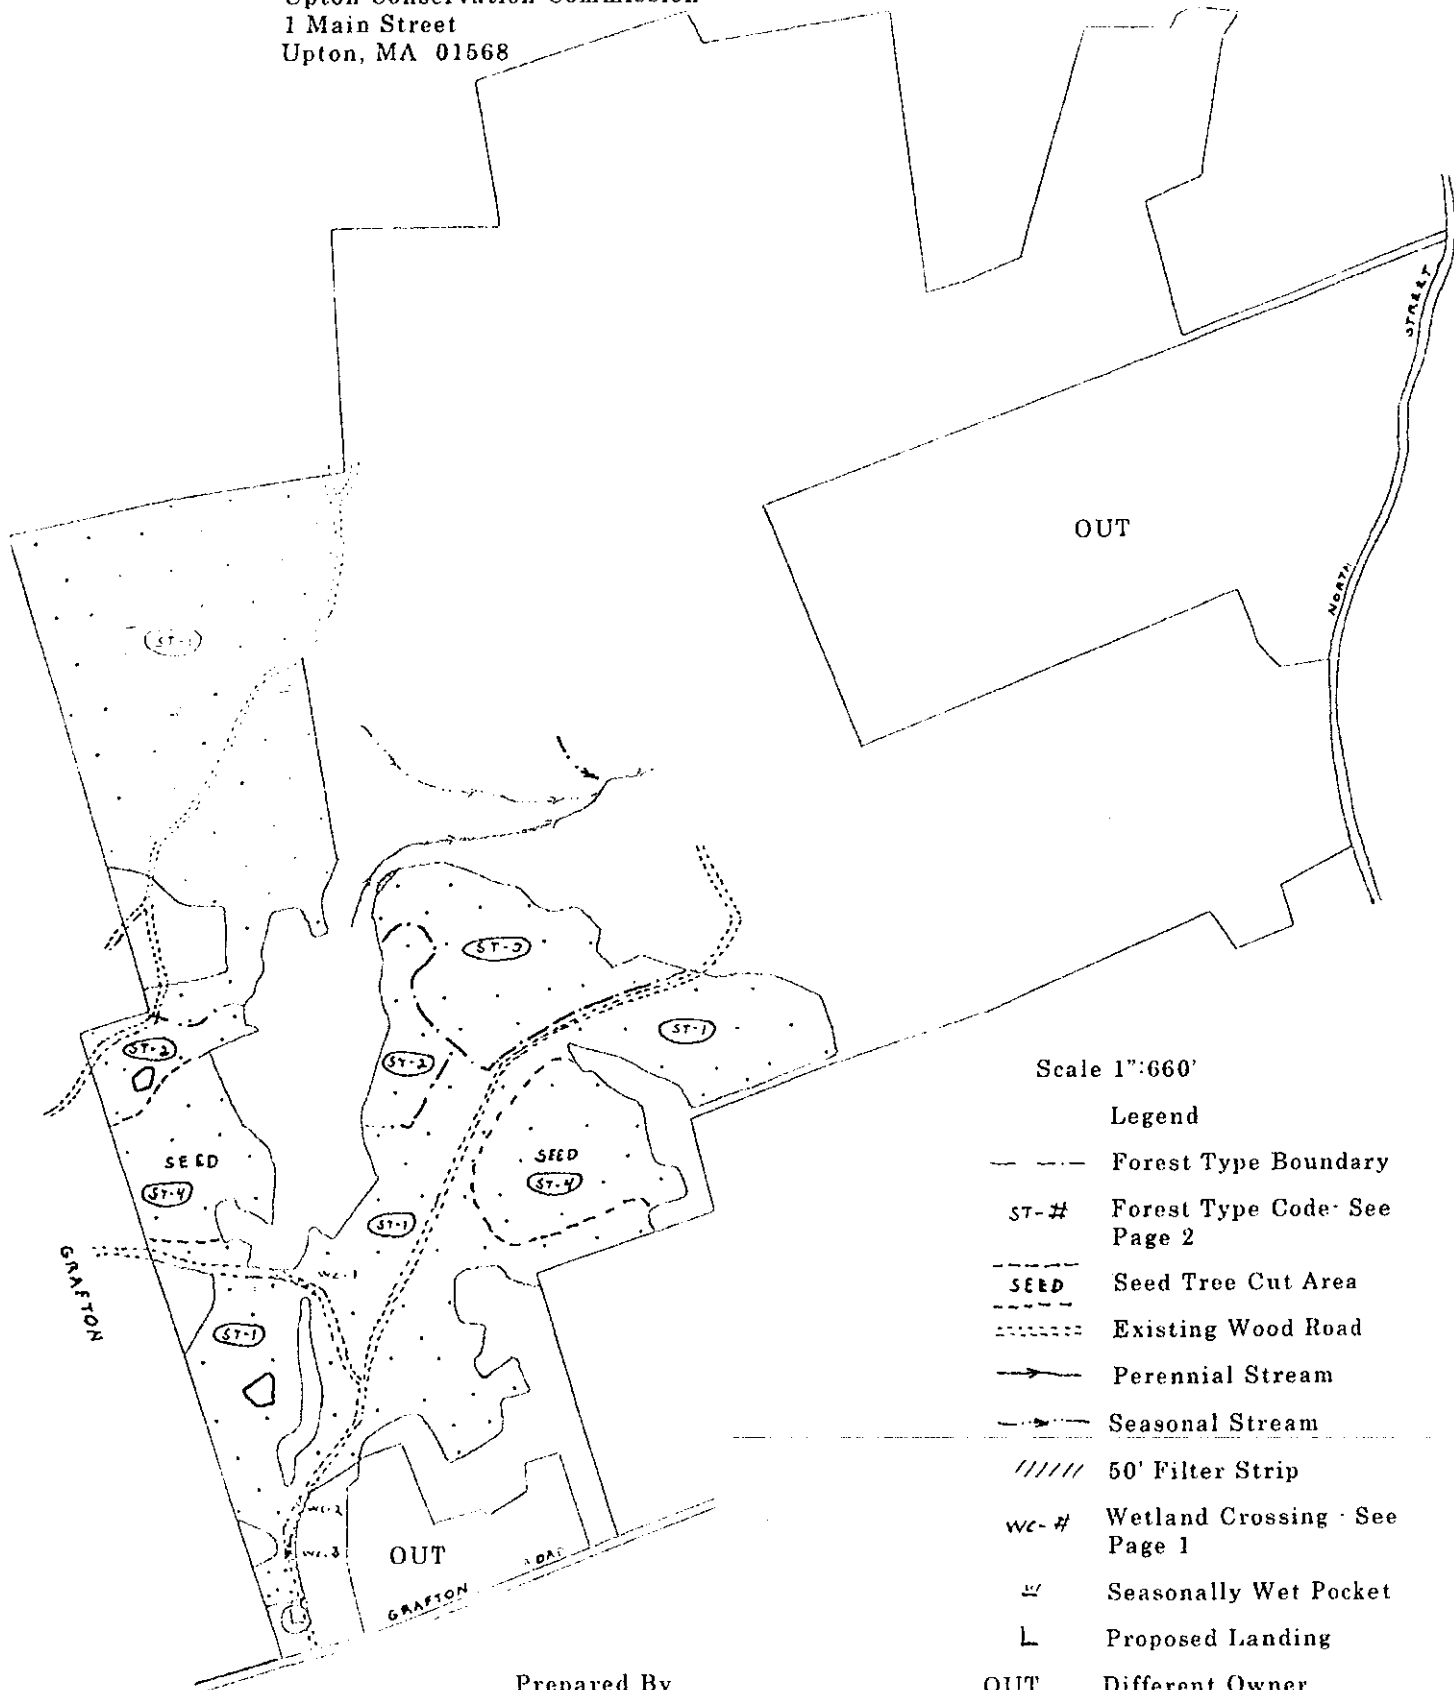 Upton Conservation Commission
1 Main Street
Upton, MA 01568
STREET
NORTH
OUT
ST-1
ST-3
ST-1
ST-2
ST-2
SEED
ST-4
SEED
ST-4
ST-1
WC-1
GRAFTON
ST-1
WC-2
WC-3
OUT
GRAFTON
L
Scale 1":660'
Legend
Forest Type Boundary
ST-# Forest Type Code- See
Page 2
SEED Seed Tree Cut Area
Existing Wood Road
Perennial Stream
Seasonal Stream
50' Filter Strip
WC-# Wetland Crossing - See
Page 1
Seasonally Wet Pocket
L Proposed Landing
OUT Different Owner
Prepared By